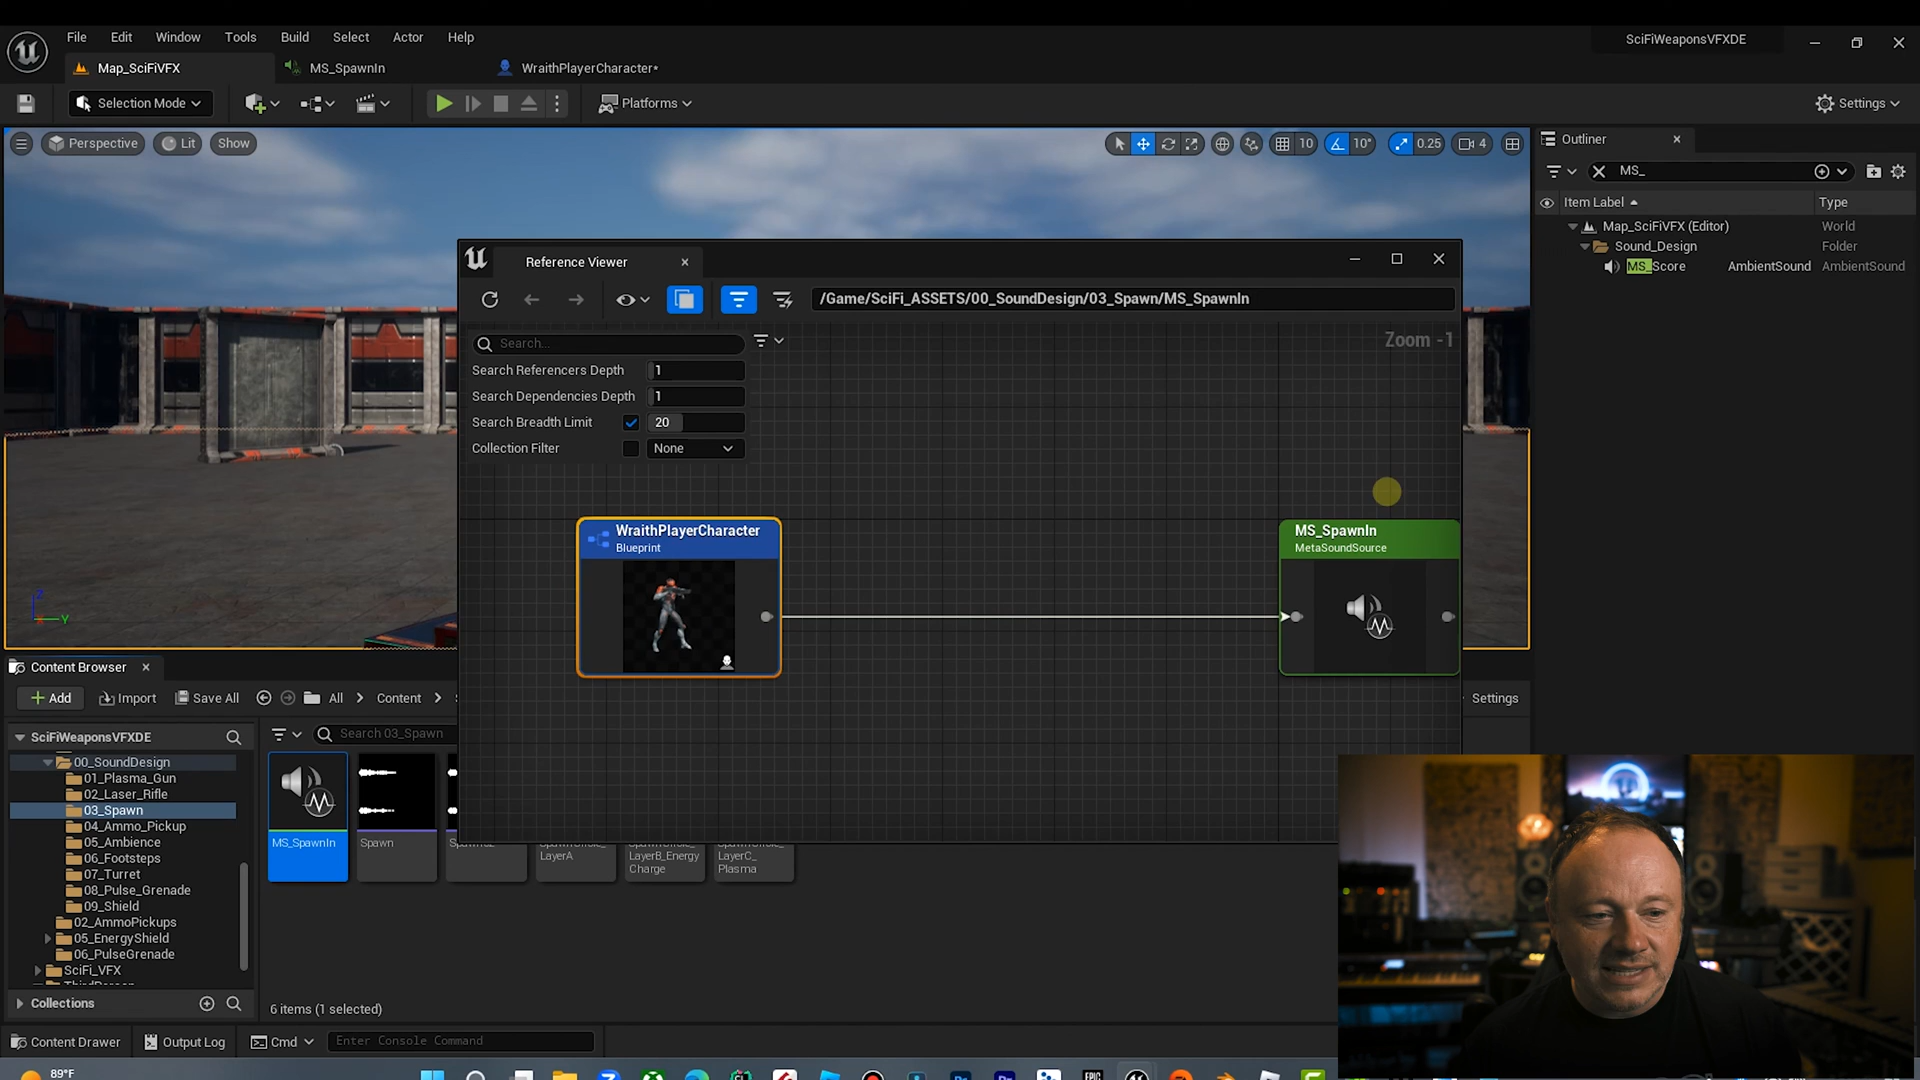 File Edit Window Tools Build Select Actor Help
SciFiWeaponsVFXDE
Map_SciFiVFX
MS_SpawnIn
WraithPlayerCharacter*
Selection Mode
Platforms
Settings
Perspective
Lit
Show
10
10°
0.25
4
Outliner
MS_
Item Label
Type
Map_SciFiVFX (Editor)
World
Sound_Design
Folder
MS_Score
AmbientSound
AmbientSound
Reference Viewer
/Game/SciFi_ASSETS/00_SoundDesign/03_Spawn/MS_SpawnIn
Search...
Zoom -1
Search Referencers Depth
1
Search Dependencies Depth
1
Search Breadth Limit
20
Collection Filter
None
WraithPlayerCharacter
Blueprint
MS_SpawnIn
MetaSoundSource
Z
Y
Content Browser
Add
Import
Save All
All
Content
Settings
SciFiWeaponsVFXDE
Search 03_Spawn
00_SoundDesign
01_Plasma_Gun
02_Laser_Rifle
03_Spawn
04_Ammo_Pickup
05_Ambience
06_Footsteps
07_Turret
08_Pulse_Grenade
09_Shield
02_AmmoPickups
05_EnergyShield
06_PulseGrenade
SciFi_VFX
MS_SpawnIn
Spawn
LayerA
LayerB_Energy
Charge
LayerC_
Plasma
Collections
6 items (1 selected)
Content Drawer
Output Log
Cmd
Enter Console Command
89°F